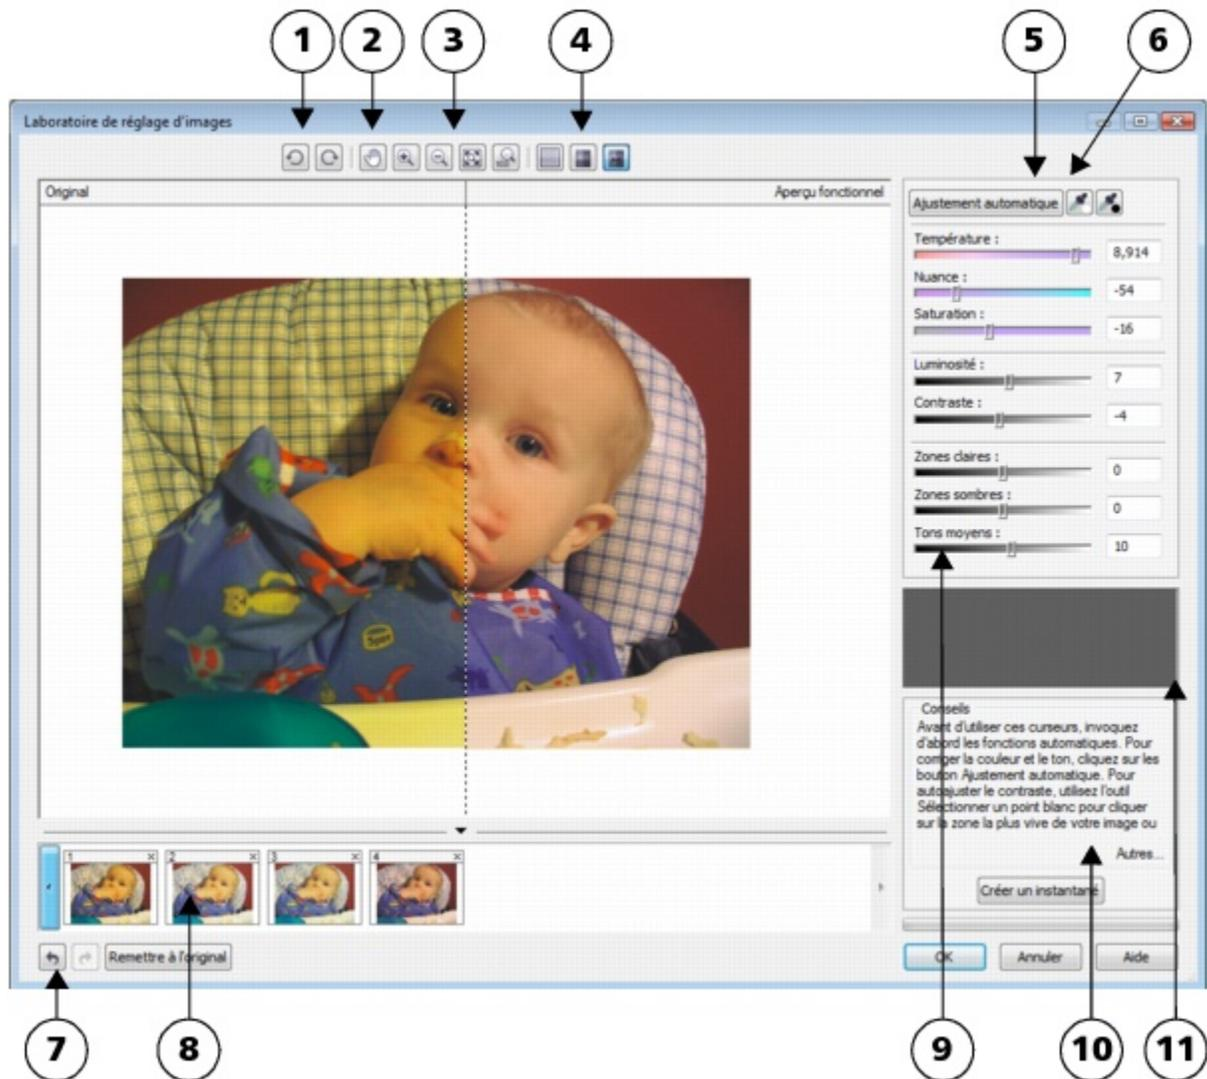 1 2 3 4 5 6
Laboratoire de réglage d'images
Original
Aperçu fonctionnel
Ajustement automatique
Température :
8,914
Nuance :
-54
Saturation :
-16
Luminosité :
7
Contraste :
-4
Zones claires :
0
Zones sombres :
0
Tons moyens :
10
Conseils
Avant d'utiliser ces curseurs, invoquez
d'abord les fonctions automatiques. Pour
corriger la couleur et le ton, cliquez sur les
bouton Ajustement automatique. Pour
autoajuster le contraste, utilisez l'outil
Sélectionner un point blanc pour cliquer
sur la zone la plus vive de votre image ou
Autres...
Créer un instantané
1 2 3 4
Remettre à l'original
OK
Annuler
Aide
7 8 9 10 11